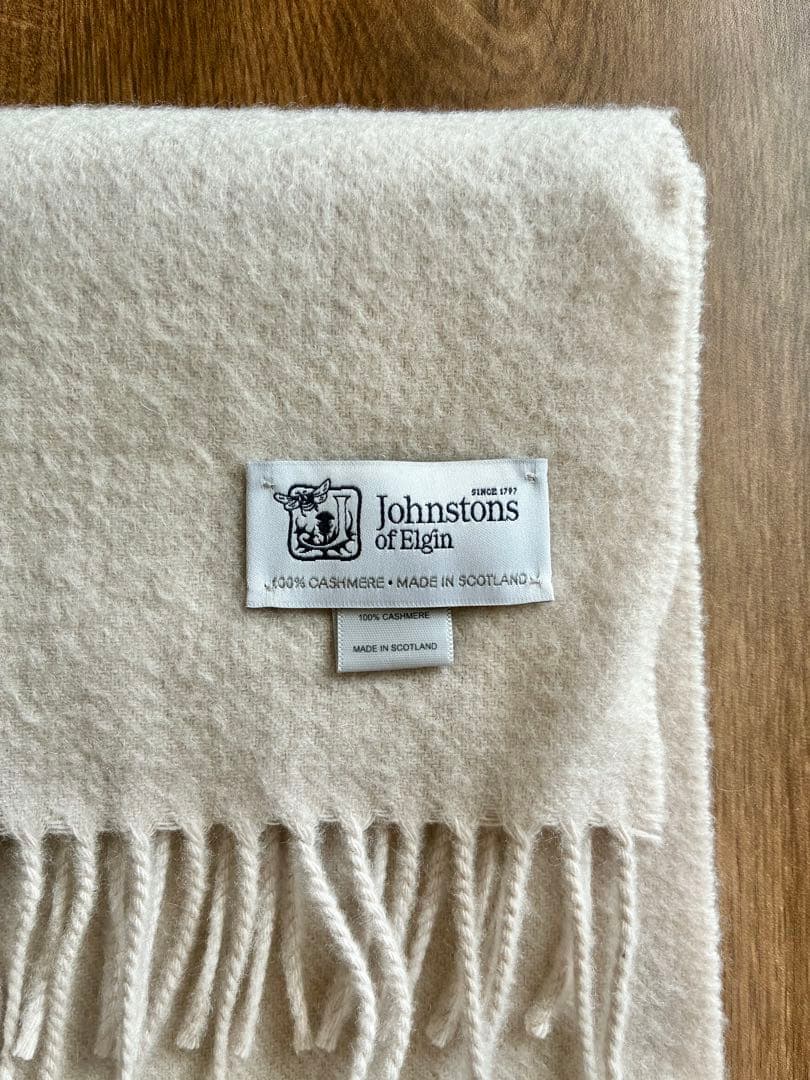 SINCE 1797
Johnstons
of Elgin
100% CASHMERE • MADE IN SCOTLAND
100% CASHMERE
MADE IN SCOTLAND